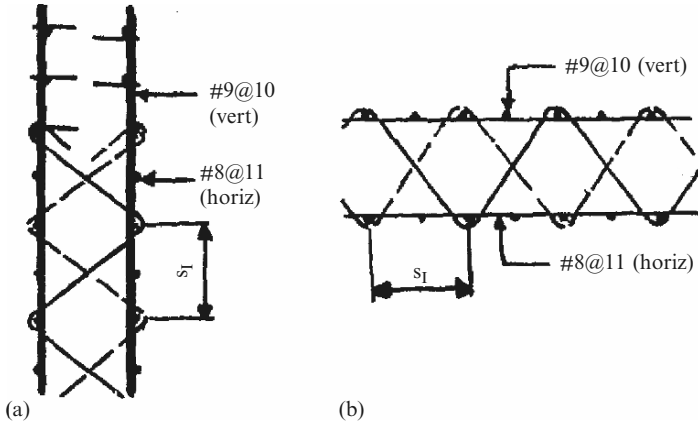 #9@10
(vert)
#8@11
(horiz)
s_I
(a)
#9@10 (vert)
s_I
#8@11 (horiz)
(b)